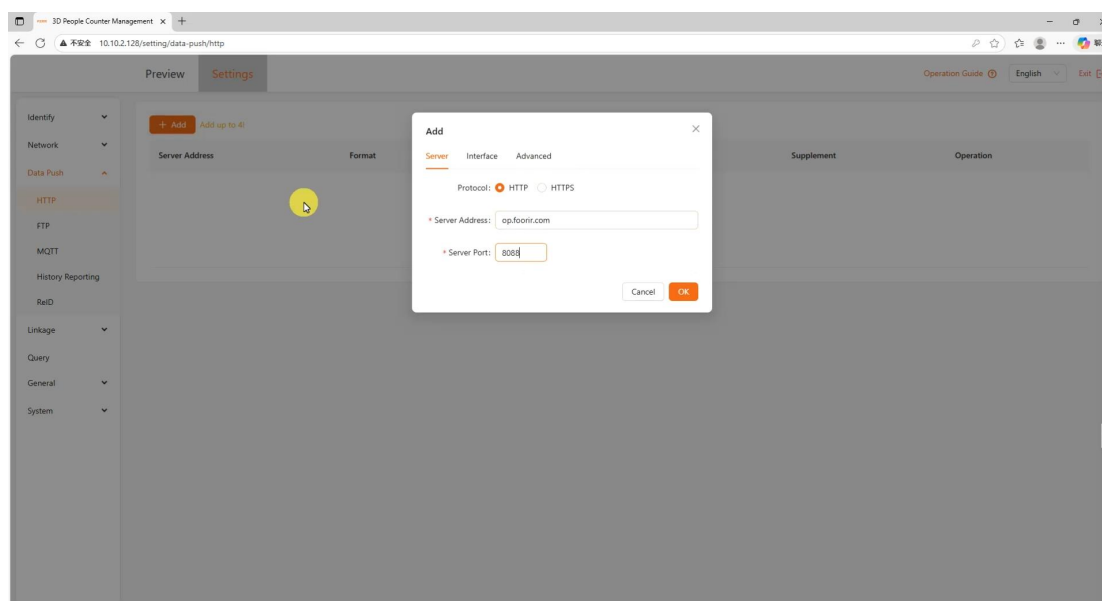 3D People Counter Management
不安全 10.10.2.128/setting/data-push/http
Preview Settings Operation Guide English Exit
Identify
Network
Data Push
HTTP
FTP
MQTT
History Reporting
ReID
Linkage
Query
General
System
+ Add Add up to 4!
Server Address Format Supplement Operation
Add
Server Interface Advanced
Protocol: HTTP HTTPS
* Server Address: op.foorir.com
* Server Port: 8088
Cancel OK